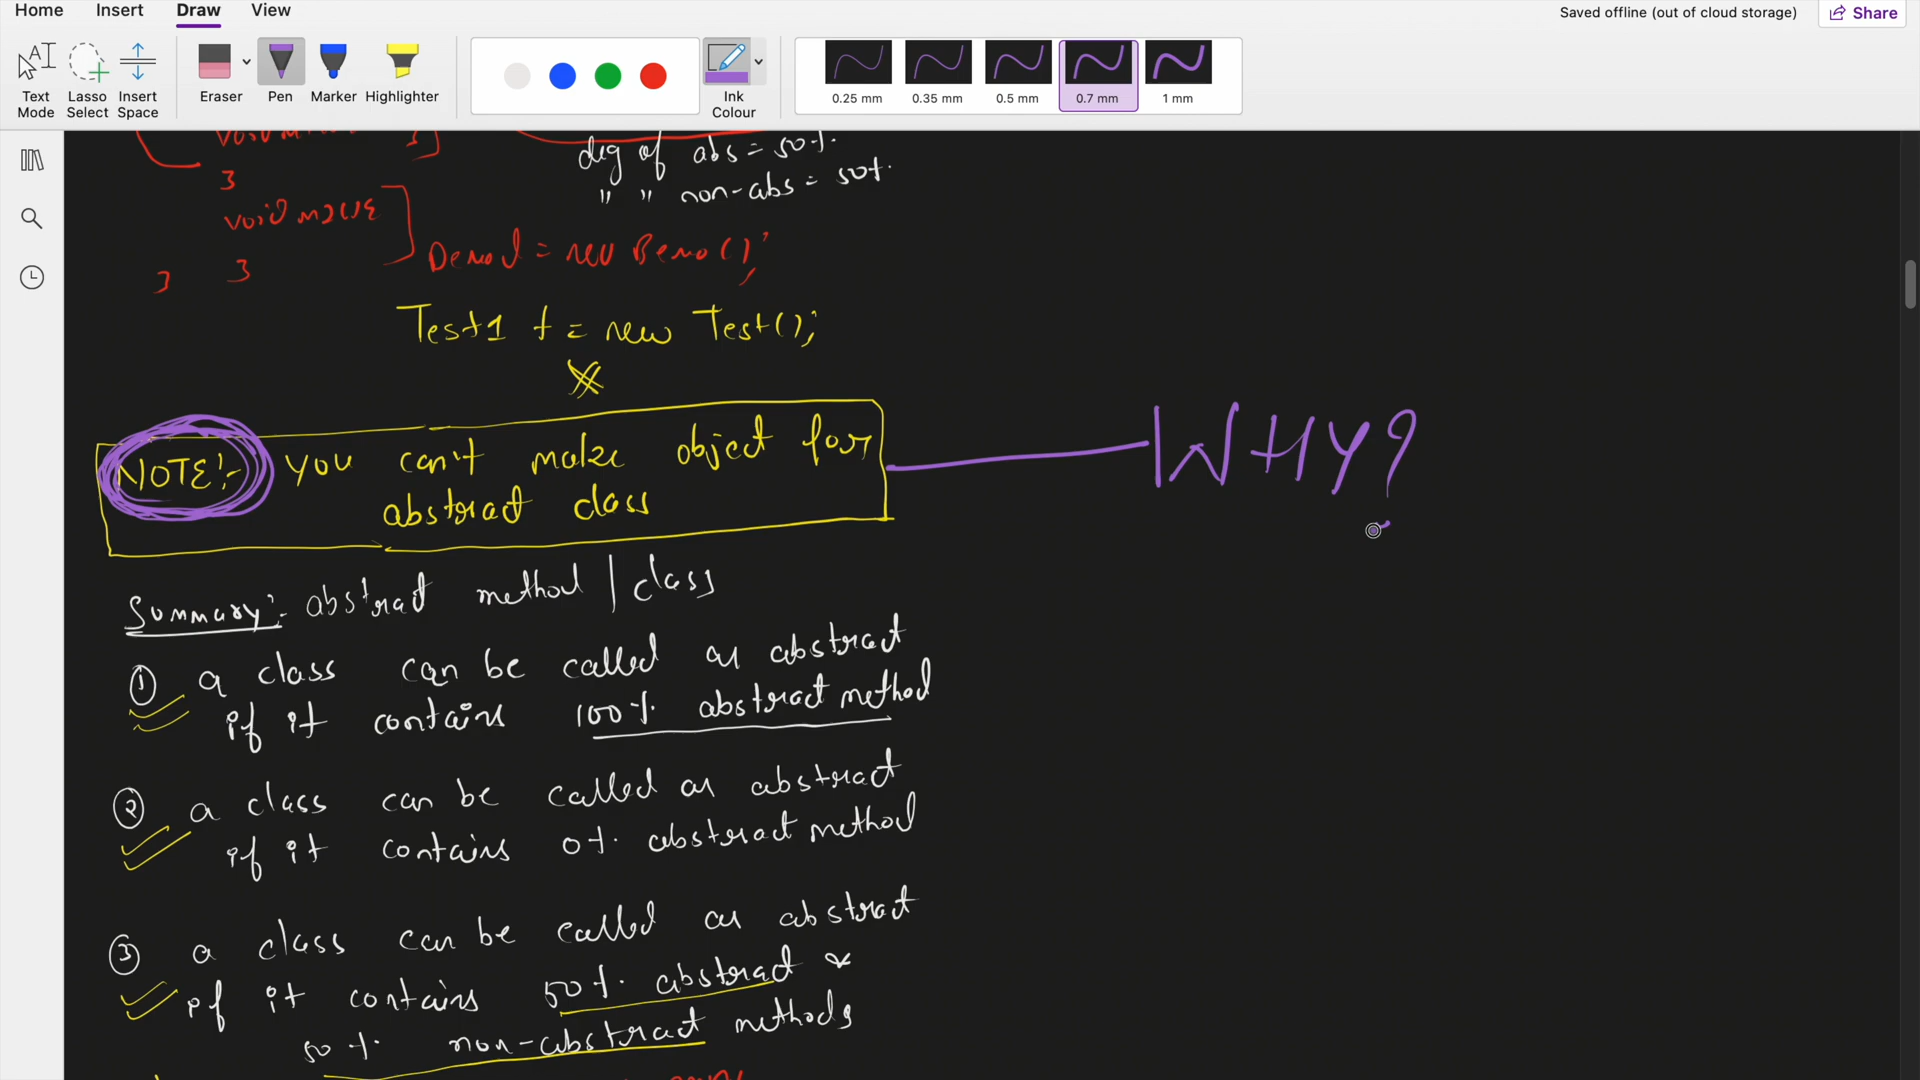 Home Insert Draw View
Saved offline (out of cloud storage) Share
Text Mode
Lasso Select
Insert Space
Eraser
Pen
Marker
Highlighter
Ink Colour
0.25 mm
0.35 mm
0.5 mm
0.7 mm
1 mm
deg of abs = 50%
" " non-abs = 50%
3
void m2() {
3
3
Test1 t = new Test();
NOTE:- you can't make object for
abstract class
WHY?
Summary:- abstract method | class
① a class can be called as abstract
if it contains 100% abstract method
② a class can be called as abstract
if it contains 0%. abstract method
③ a class can be called as abstract
if it contains 50%. abstract &
50%. non-abstract methods